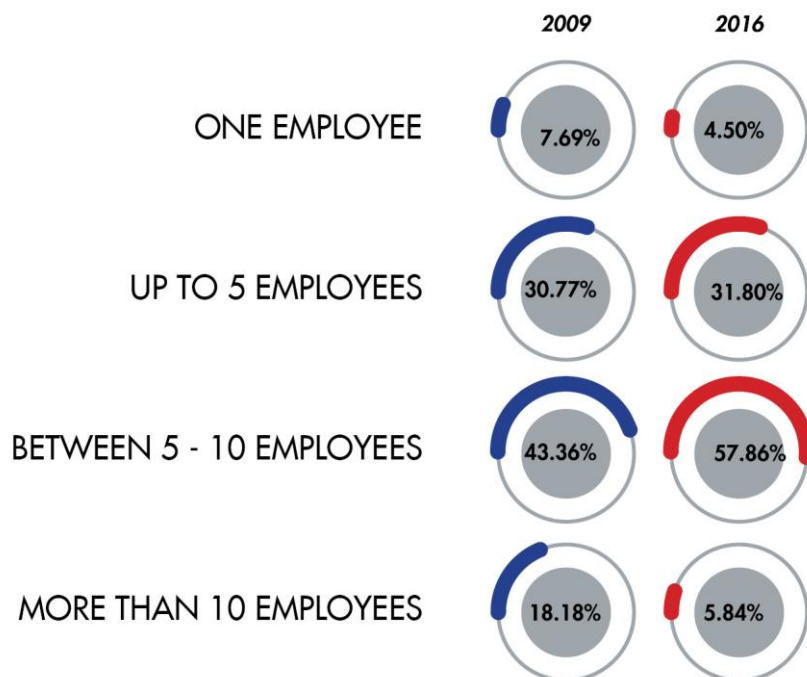 2009 2016
ONE EMPLOYEE 7.69% 4.50%
UP TO 5 EMPLOYEES 30.77% 31.80%
BETWEEN 5 - 10 EMPLOYEES 43.36% 57.86%
MORE THAN 10 EMPLOYEES 18.18% 5.84%